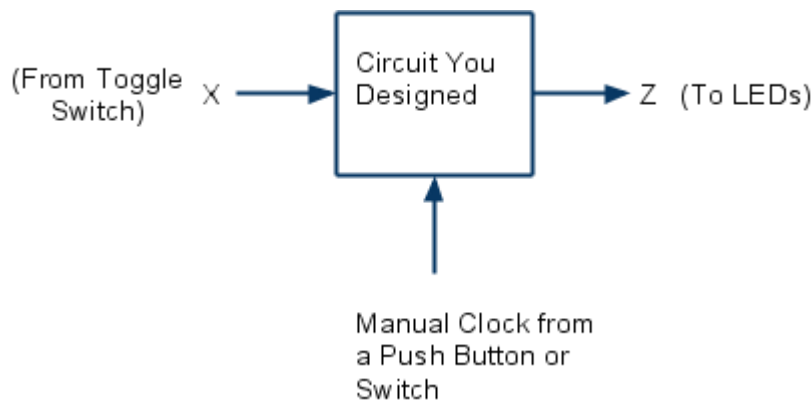 (From Toggle
Switch)
X
Circuit You
Designed
Z (To LEDs)
Manual Clock from
a Push Button or
Switch